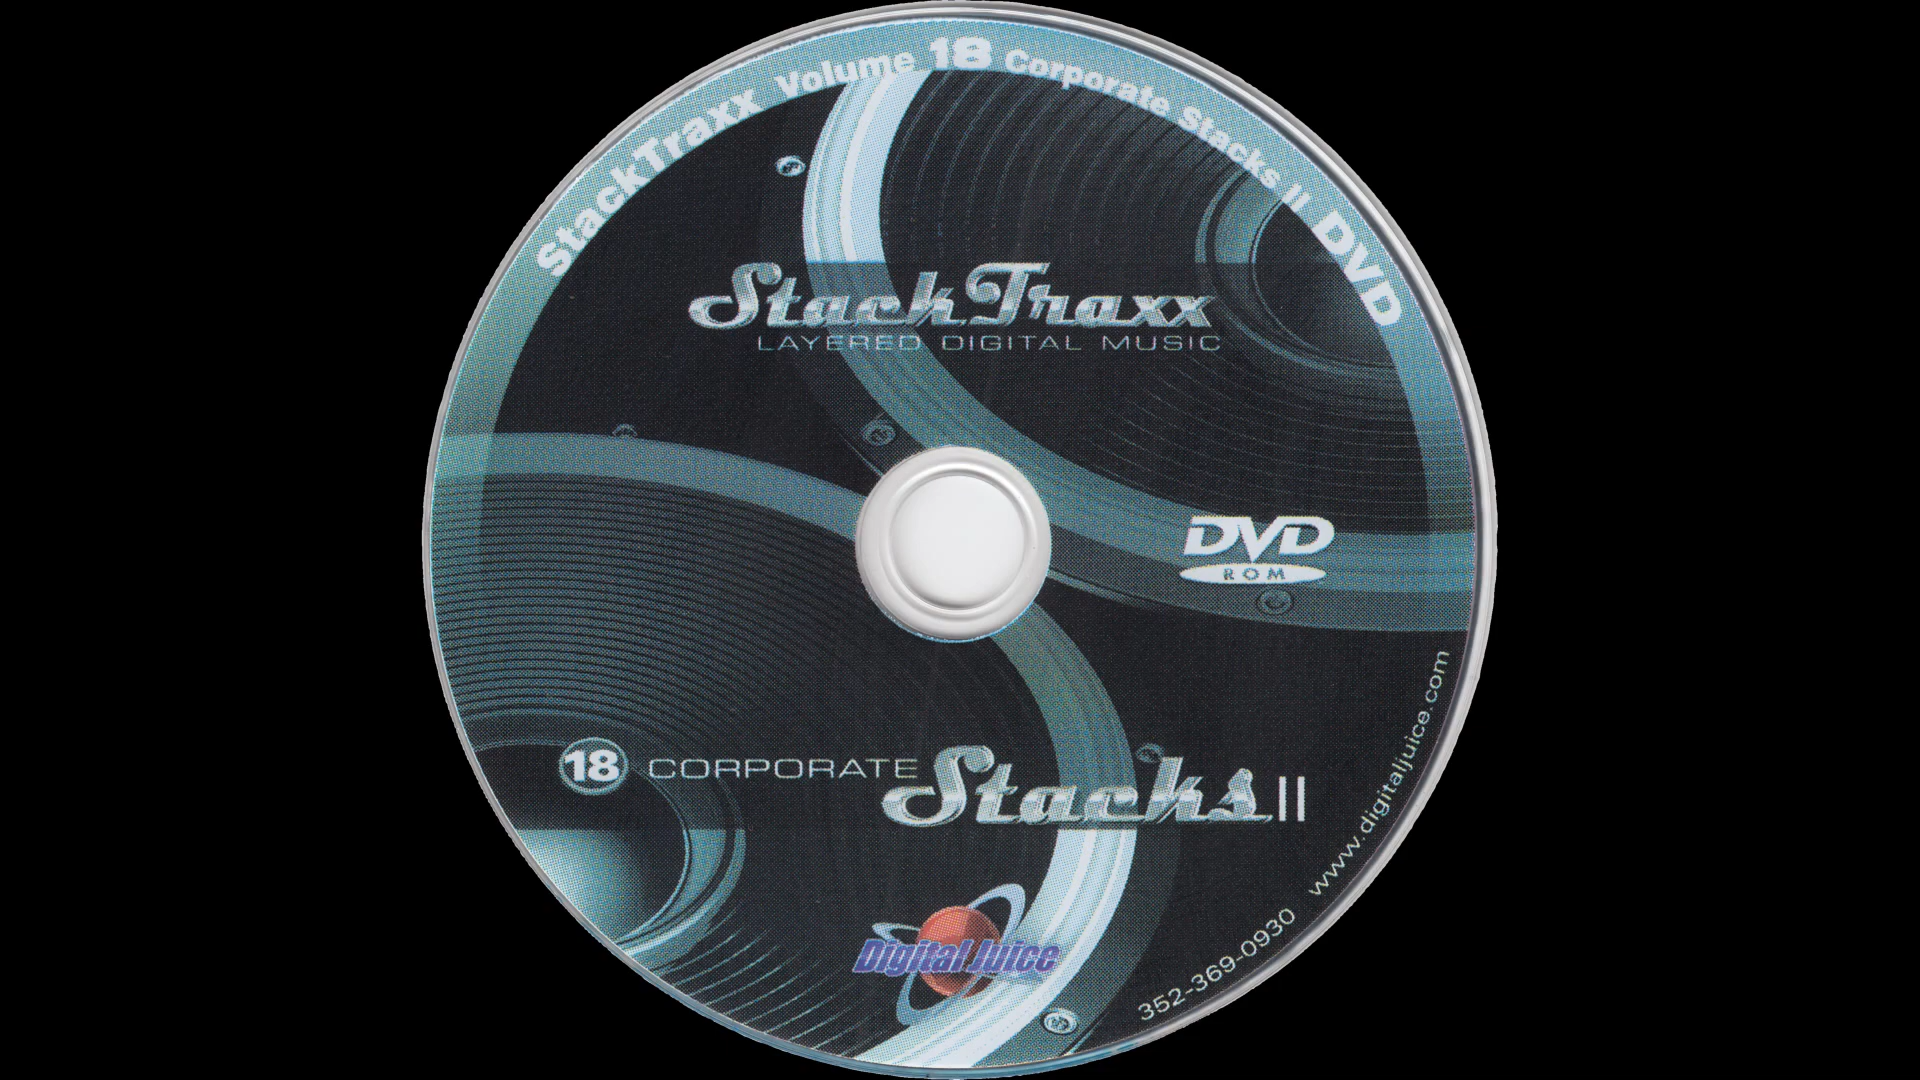 StackTraxx Volume 18 Corporate Stacks II DVD
StackTraxx
LAYERED DIGITAL MUSIC
DVD
ROM
18 CORPORATE Stacks II
Digital Juice
352-369-0930 www.digitaljuice.com